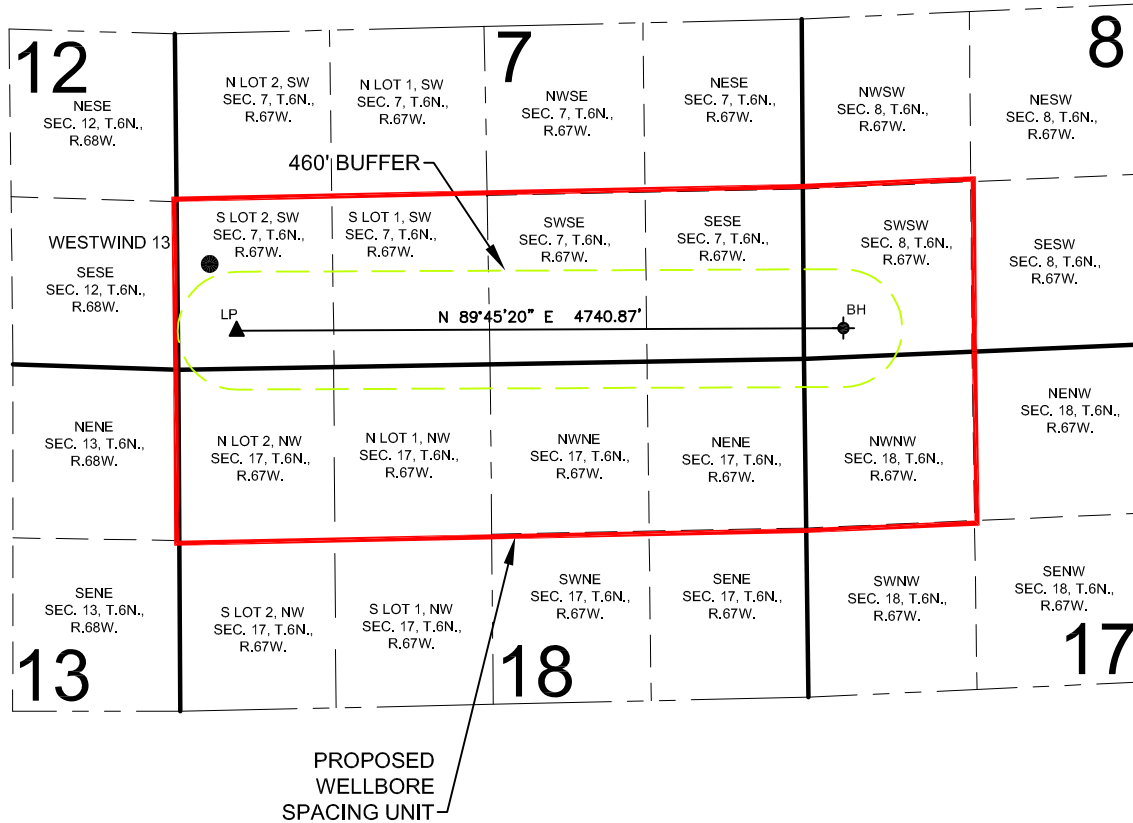 12
7
8
NESE
SEC. 12, T.6N.,
R.68W.
N LOT 2, SW
SEC. 7, T.6N.,
R.67W.
N LOT 1, SW
SEC. 7, T.6N.,
R.67W.
NWSE
SEC. 7, T.6N.,
R.67W.
NESE
SEC. 7, T.6N.,
R.67W.
NWSW
SEC. 8, T.6N.,
R.67W.
NESW
SEC. 8, T.6N.,
R.67W.
460' BUFFER
WESTWIND 13
SESE
SEC. 12, T.6N.,
R.68W.
S LOT 2, SW
SEC. 7, T.6N.,
R.67W.
S LOT 1, SW
SEC. 7, T.6N.,
R.67W.
SWSE
SEC. 7, T.6N.,
R.67W.
SESE
SEC. 7, T.6N.,
R.67W.
SWSW
SEC. 8, T.6N.,
R.67W.
SESW
SEC. 8, T.6N.,
R.67W.
LP
N 89°45'20" E 4740.87'
BH
NENE
SEC. 13, T.6N.,
R.68W.
N LOT 2, NW
SEC. 17, T.6N.,
R.67W.
N LOT 1, NW
SEC. 17, T.6N.,
R.67W.
NWNE
SEC. 17, T.6N.,
R.67W.
NENE
SEC. 17, T.6N.,
R.67W.
NWNW
SEC. 18, T.6N.,
R.67W.
NENW
SEC. 18, T.6N.,
R.67W.
SENE
SEC. 13, T.6N.,
R.68W.
S LOT 2, NW
SEC. 17, T.6N.,
R.67W.
S LOT 1, NW
SEC. 17, T.6N.,
R.67W.
SWNE
SEC. 17, T.6N.,
R.67W.
SENE
SEC. 17, T.6N.,
R.67W.
SWNW
SEC. 18, T.6N.,
R.67W.
SENW
SEC. 18, T.6N.,
R.67W.
13
18
17
PROPOSED
WELLBORE
SPACING UNIT